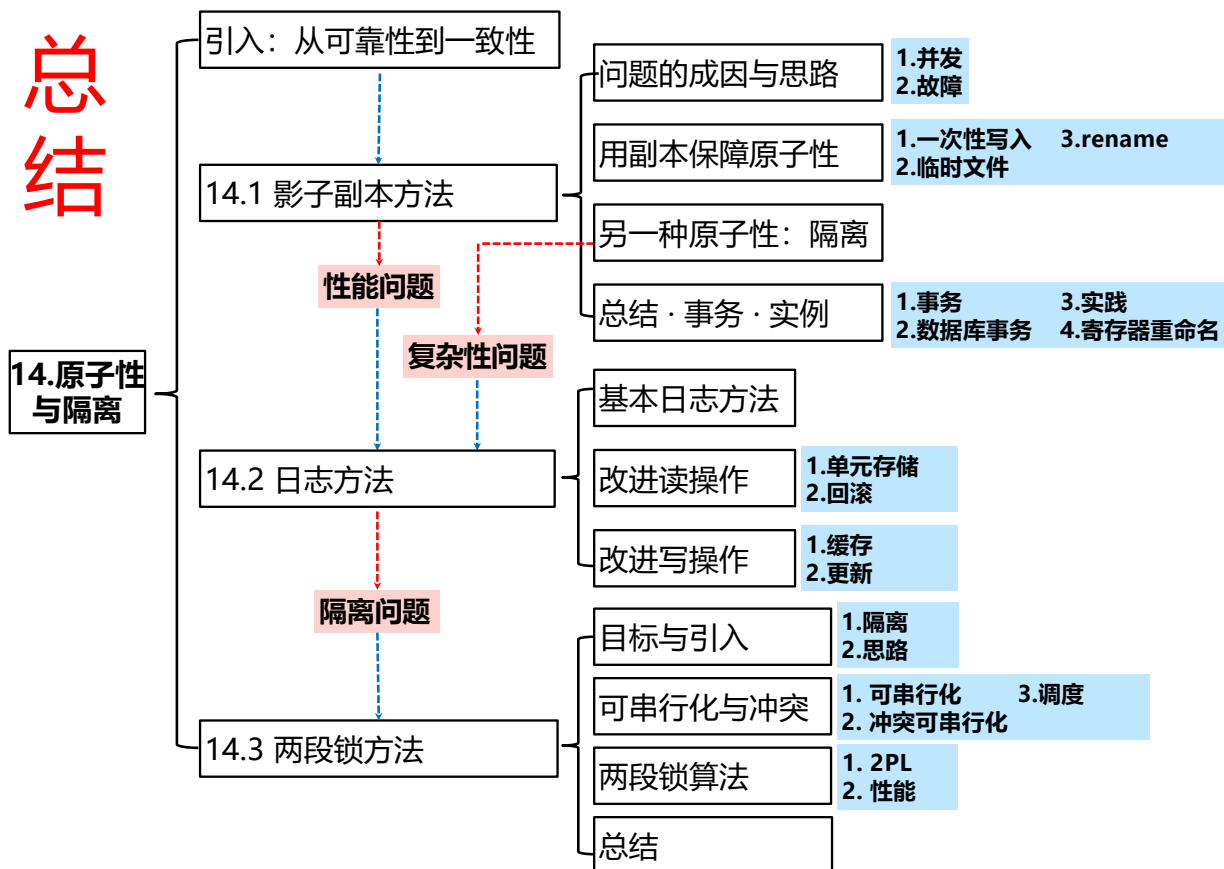 总
结
14.原子性
与隔离
引入：从可靠性到一致性
14.1 影子副本方法
问题的成因与思路
1.并发
2.故障
用副本保障原子性
1.一次性写入 3.rename
2.临时文件
另一种原子性：隔离
总结 · 事务 · 实例
1.事务 3.实践
2.数据库事务 4.寄存器重命名
性能问题
复杂性问题
14.2 日志方法
基本日志方法
改进读操作
1.单元存储
2.回滚
改进写操作
1.缓存
2.更新
隔离问题
14.3 两段锁方法
目标与引入
1.隔离
2.思路
可串行化与冲突
1. 可串行化 3.调度
2. 冲突可串行化
两段锁算法
1. 2PL
2. 性能
总结